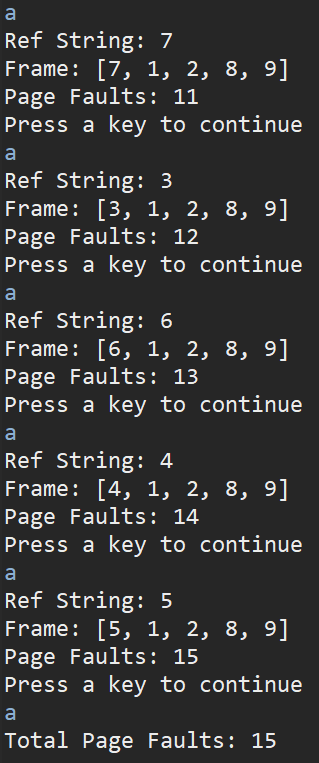 a
Ref String: 7
Frame: [7, 1, 2, 8, 9]
Page Faults: 11
Press a key to continue
a
Ref String: 3
Frame: [3, 1, 2, 8, 9]
Page Faults: 12
Press a key to continue
a
Ref String: 6
Frame: [6, 1, 2, 8, 9]
Page Faults: 13
Press a key to continue
a
Ref String: 4
Frame: [4, 1, 2, 8, 9]
Page Faults: 14
Press a key to continue
a
Ref String: 5
Frame: [5, 1, 2, 8, 9]
Page Faults: 15
Press a key to continue
a
Total Page Faults: 15